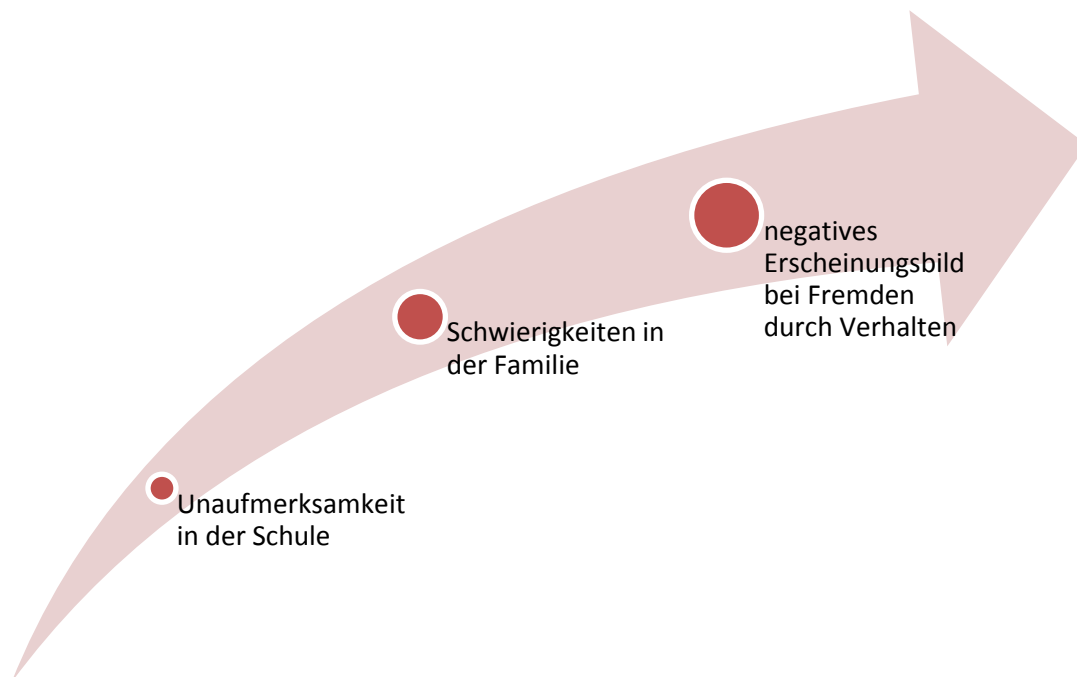 negatives
Erscheinungsbild
bei Fremden
durch Verhalten
Schwierigkeiten in
der Familie
Unaufmerksamkeit
in der Schule